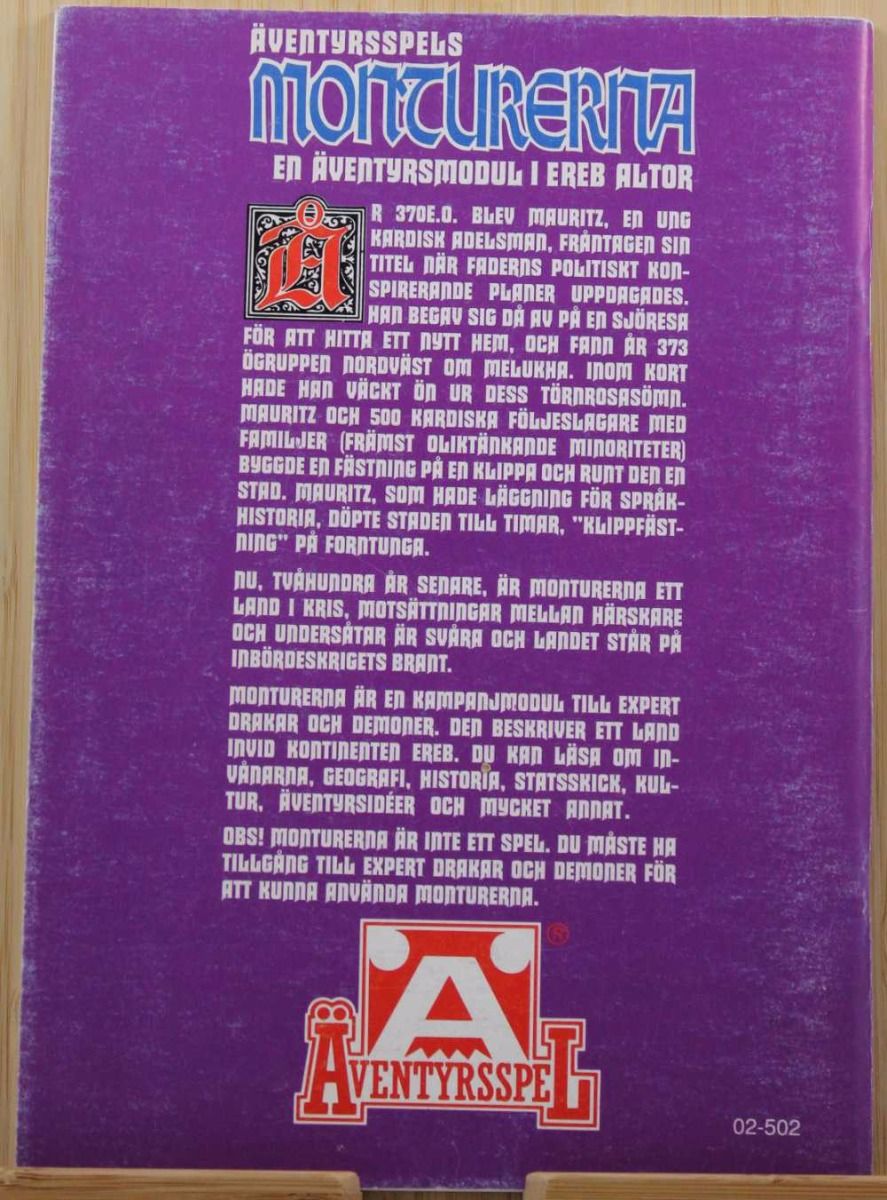 ÄVENTYRSSPELS
MONTURERNA
EN ÄVENTYRSMODUL I EREB ALTOR
ÅR 370E.O. BLEV MAURITZ, EN UNG
KARDISK ADELSMAN, FRÅNTAGEN SIN
TITEL NÄR FADERNS POLITISKT KON-
SPIRERANDE PLANER UPPDAGADES.
HAN BEGAV SIG DÅ AV PÅ EN SJÖRESA
FÖR ATT HITTA ETT NYTT HEM, OCH FANN ÅR 373
ÖGRUPPEN NORDVÄST OM MELUKHA. INOM KORT
HADE HAN VÄCKT ÖN UR DESS TÖRNROSASÖMN.
MAURITZ OCH 500 KARDISKA FÖLJESLAGARE MED
FAMILJER (FRÄMST OLIKTÄNKANDE MINORITETER)
BYGGDE EN FÄSTNING PÅ EN KLIPPA OCH RUNT DEN EN
STAD. MAURITZ, SOM HADE LÄGGNING FÖR SPRÅK-
HISTORIA, DÖPTE STADEN TILL TIMAR, "KLIPPFÄST-
NING" PÅ FORNTUNGA.
NU, TVÅHUNDRA ÅR SENARE, ÄR MONTURERNA ETT
LAND I KRIS, MOTSÄTTNINGAR MELLAN HÄRSKARE
OCH UNDERSÅTAR ÄR SVÅRA OCH LANDET STÅR PÅ
INBÖRDESKRIGETS BRANT.
MONTURERNA ÄR EN KAMPANJMODUL TILL EXPERT
DRAKAR OCH DEMONER. DEN BESKRIVER ETT LAND
INVID KONTINENTEN EREB. DU KAN LÄSA OM IN-
VÅNARNA, GEOGRAFI, HISTORIA, STATSSKICK, KUL-
TUR, ÄVENTYRSIDÉER OCH MYCKET ANNAT.
OBS! MONTURERNA ÄR INTE ETT SPEL. DU MÅSTE HA
TILLGÅNG TILL EXPERT DRAKAR OCH DEMONER FÖR
ATT KUNNA ANVÄNDA MONTURERNA.
Ä ®
ÄVENTYRSSPEL
02-502